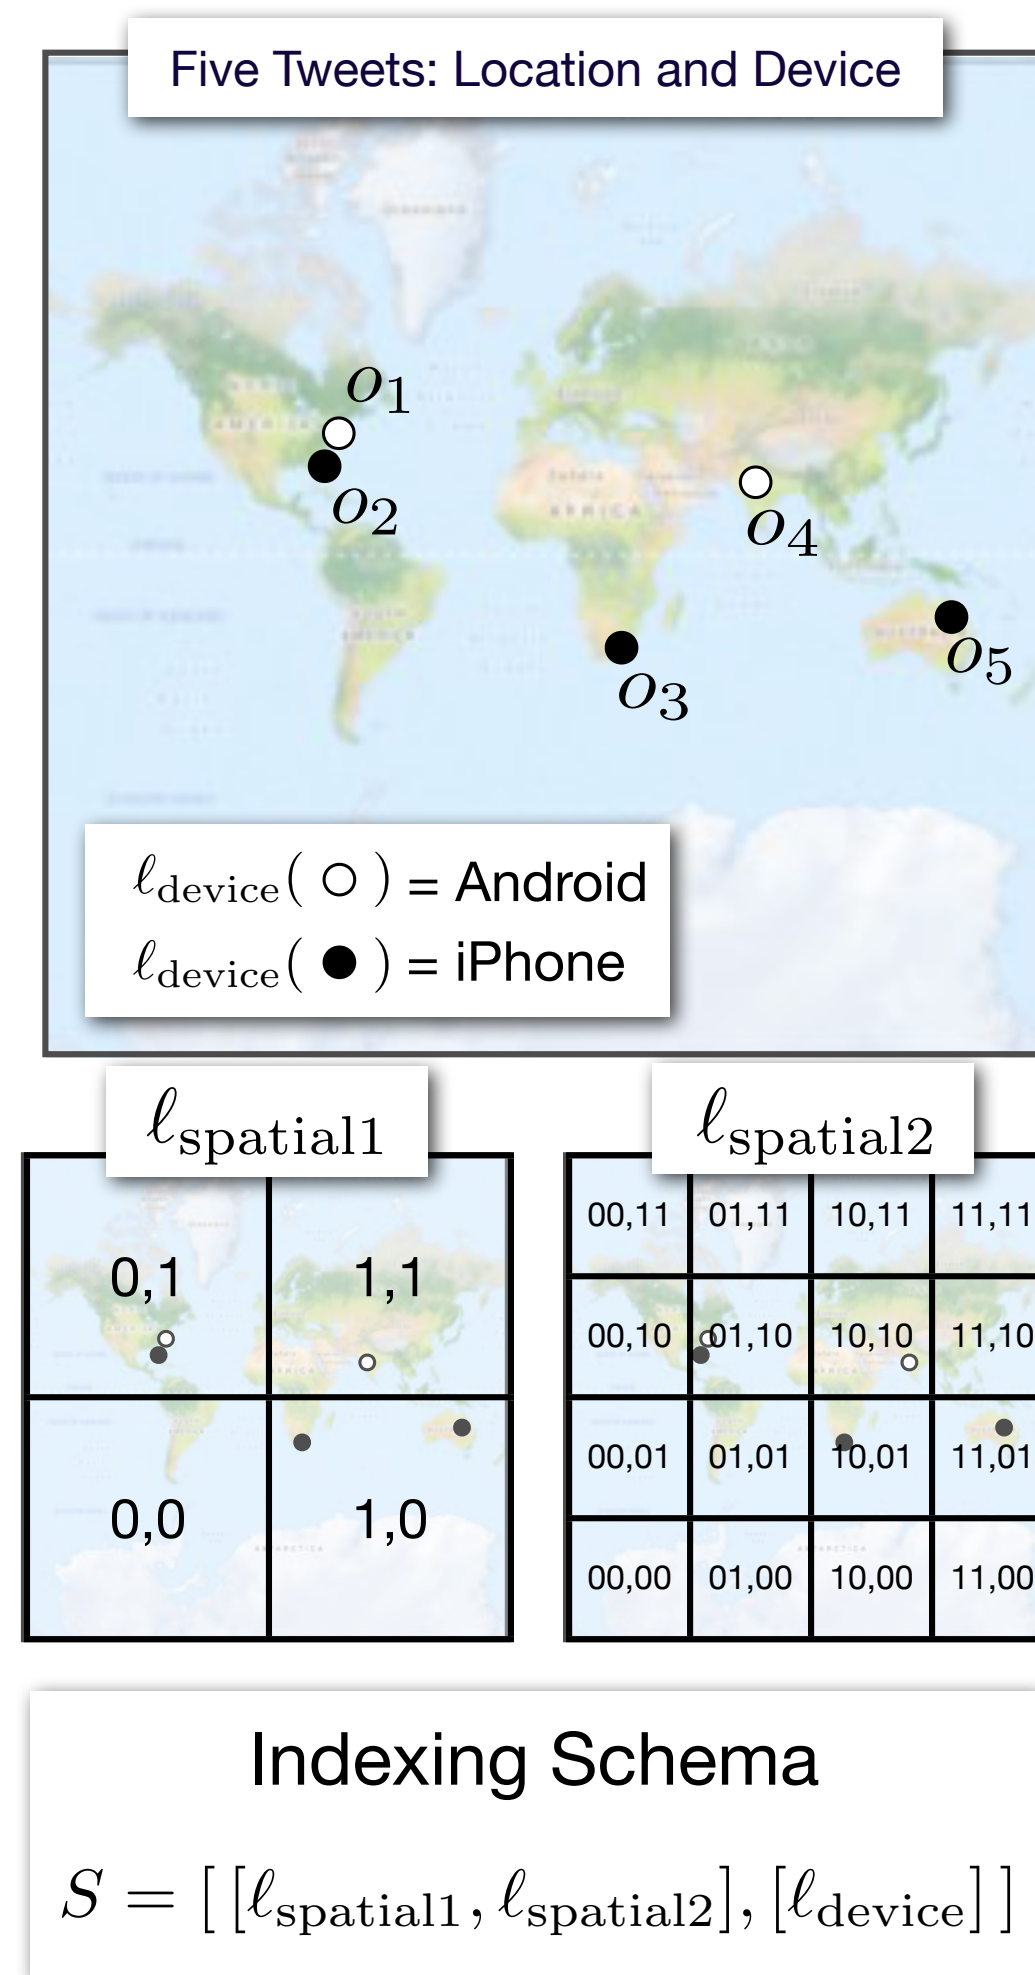 Five Tweets: Location and Device
o1
o2
o4
o5
o3
AFRICA
ℓdevice( ○ ) = Android
ℓdevice( ● ) = iPhone
ℓspatial1
ℓspatial2
0,1 1,1
0,0 1,0
00,11 01,11 10,11 11,11
00,10 01,10 10,10 11,10
00,01 01,01 10,01 11,01
00,00 01,00 10,00 11,00
Indexing Schema
S = [ [ℓspatial1, ℓspatial2], [ℓdevice] ]